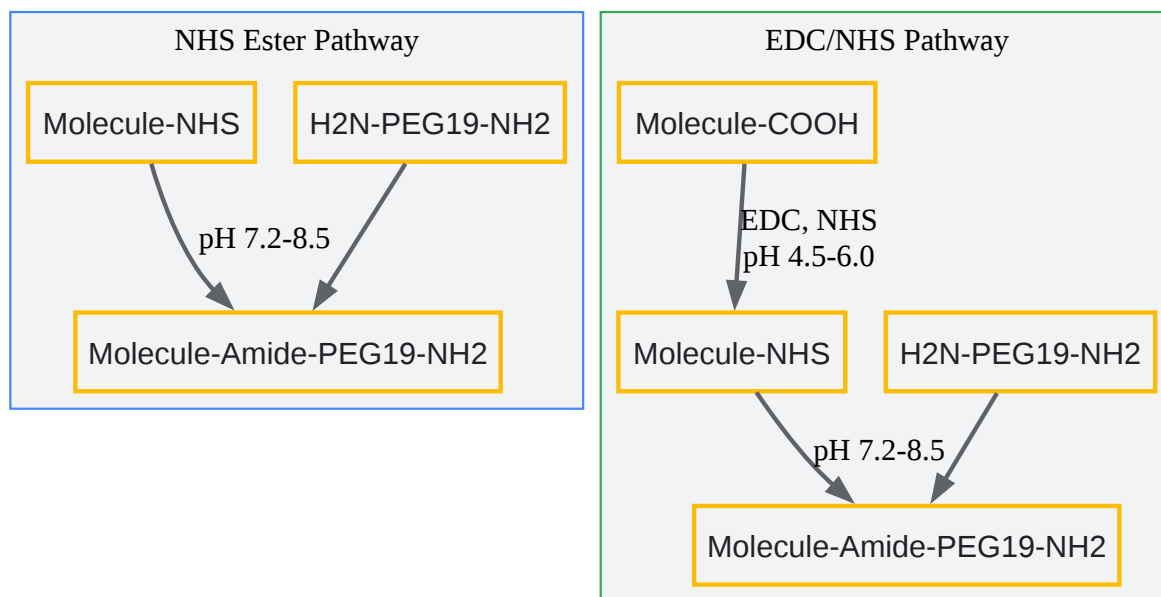 NHS Ester Pathway
Molecule-NHS
H2N-PEG19-NH2
pH 7.2-8.5
Molecule-Amide-PEG19-NH2
EDC/NHS Pathway
Molecule-COOH
EDC, NHS
pH 4.5-6.0
Molecule-NHS
H2N-PEG19-NH2
pH 7.2-8.5
Molecule-Amide-PEG19-NH2